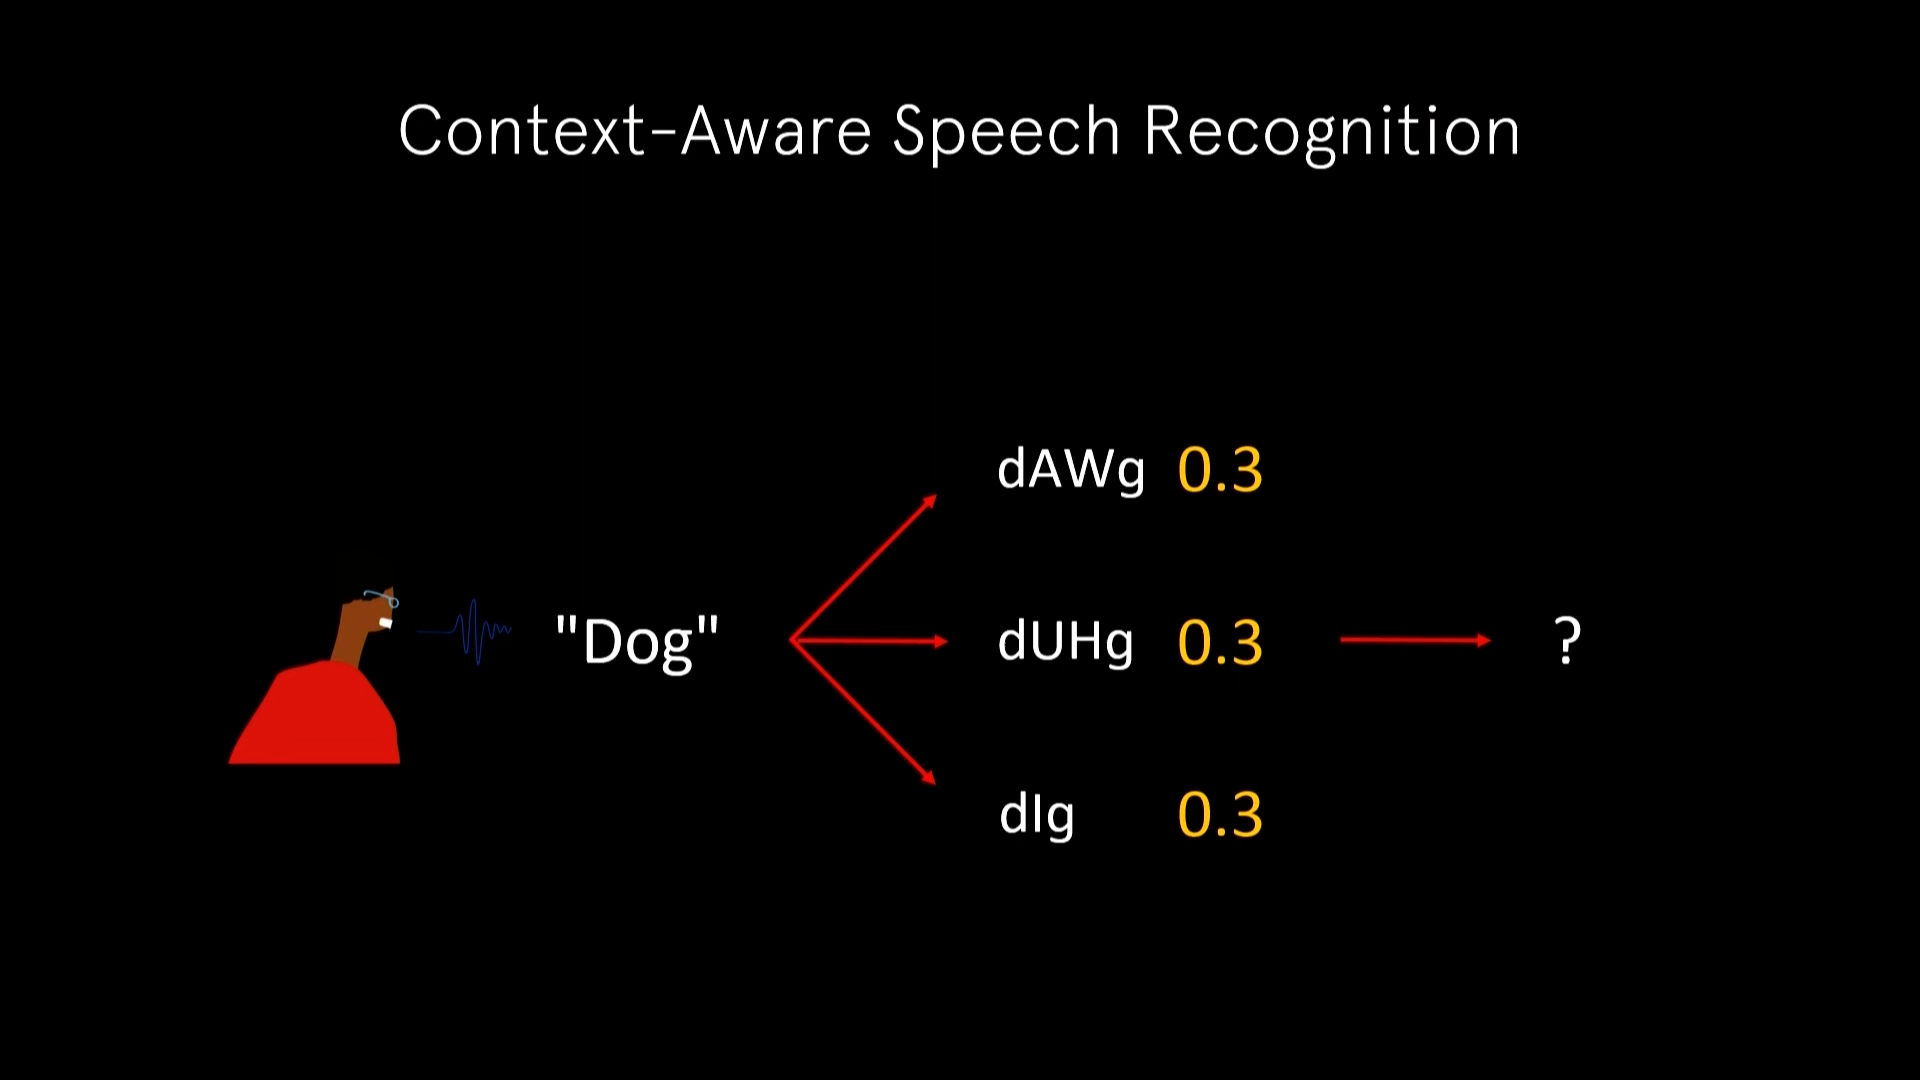 Context-Aware Speech Recognition
dAWg 0.3
"Dog" dUHg 0.3 ?
dIg 0.3